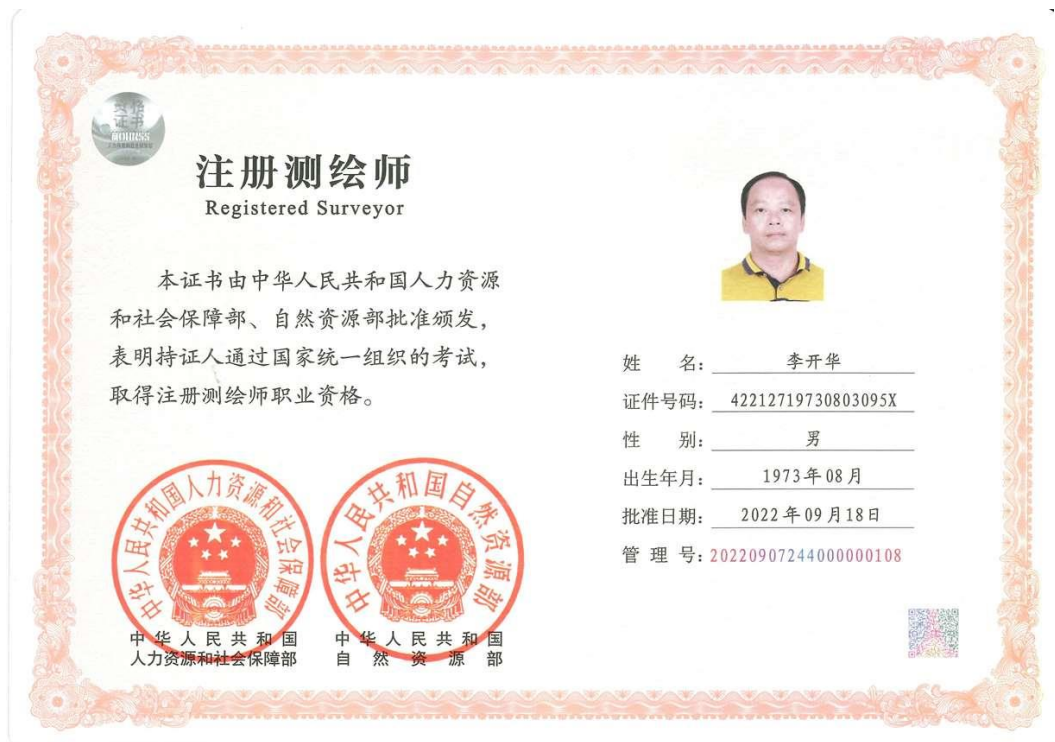 资格
证书
MOHRSS
注册测绘师
Registered Surveyor
本证书由中华人民共和国人力资源
和社会保障部、自然资源部批准颁发，
表明持证人通过国家统一组织的考试，
取得注册测绘师职业资格。
中华人民共和国人力资源和社会保障部
中华人民共和国
人力资源和社会保障部
中华人民共和国自然资源部
中华人民共和国
自然资源部
姓名：李开华
证件号码：42212719730803095X
性别：男
出生年月：1973年08月
批准日期：2022年09月18日
管理号：20220907244000000108